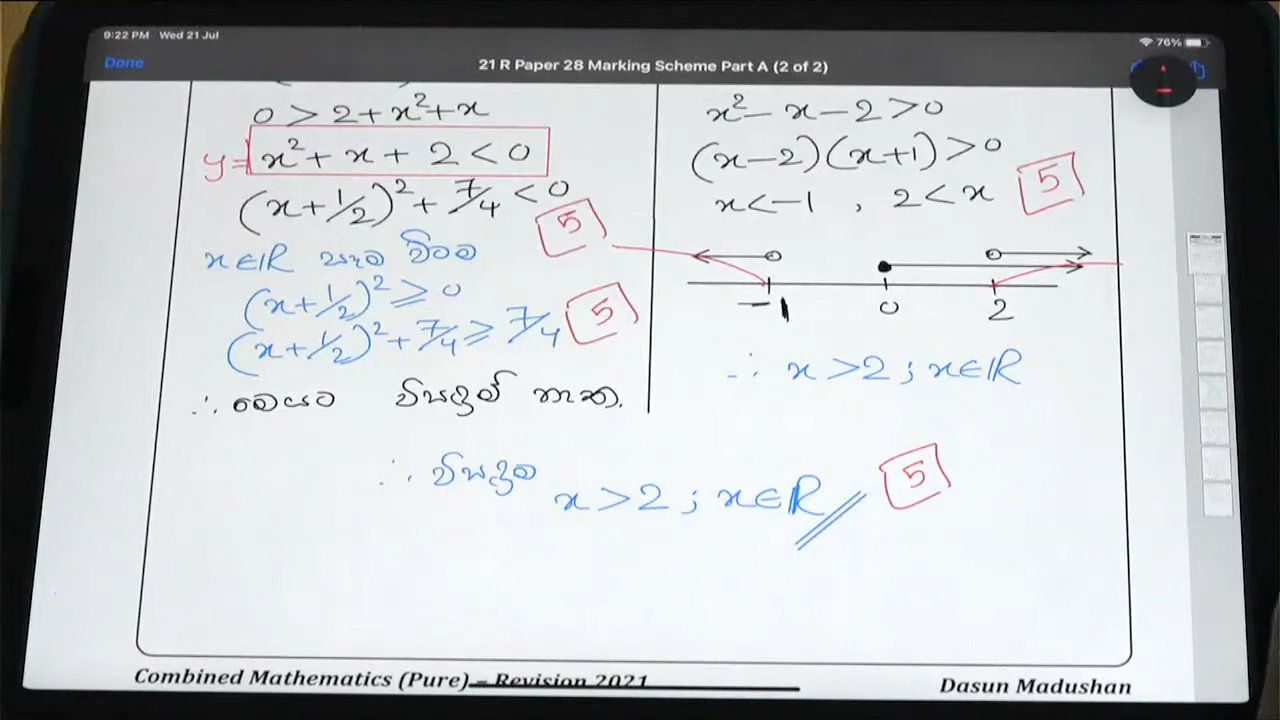 9:22 PM Wed 21 Jul
76%
Done
21 R Paper 28 Marking Scheme Part A (2 of 2)
0 > 2 + x² + x
y = x² + x + 2 < 0
(x + 1/2)² + 7/4 < 0
5
x∈ℝ සෑම විටම
(x + 1/2)² ≥ 0
(x + 1/2)² + 7/4 ≥ 7/4
5
∴ මෙයට විසඳුම් නැත.
x² − x − 2 > 0
(x − 2)(x + 1) > 0
x < −1 , 2 < x
5
−1 0 2
∴ x > 2 ; x∈ℝ
∴ විසඳුම x > 2 ; x∈ℝ
5
Combined Mathematics (Pure) – Revision 2021
Dasun Madushan